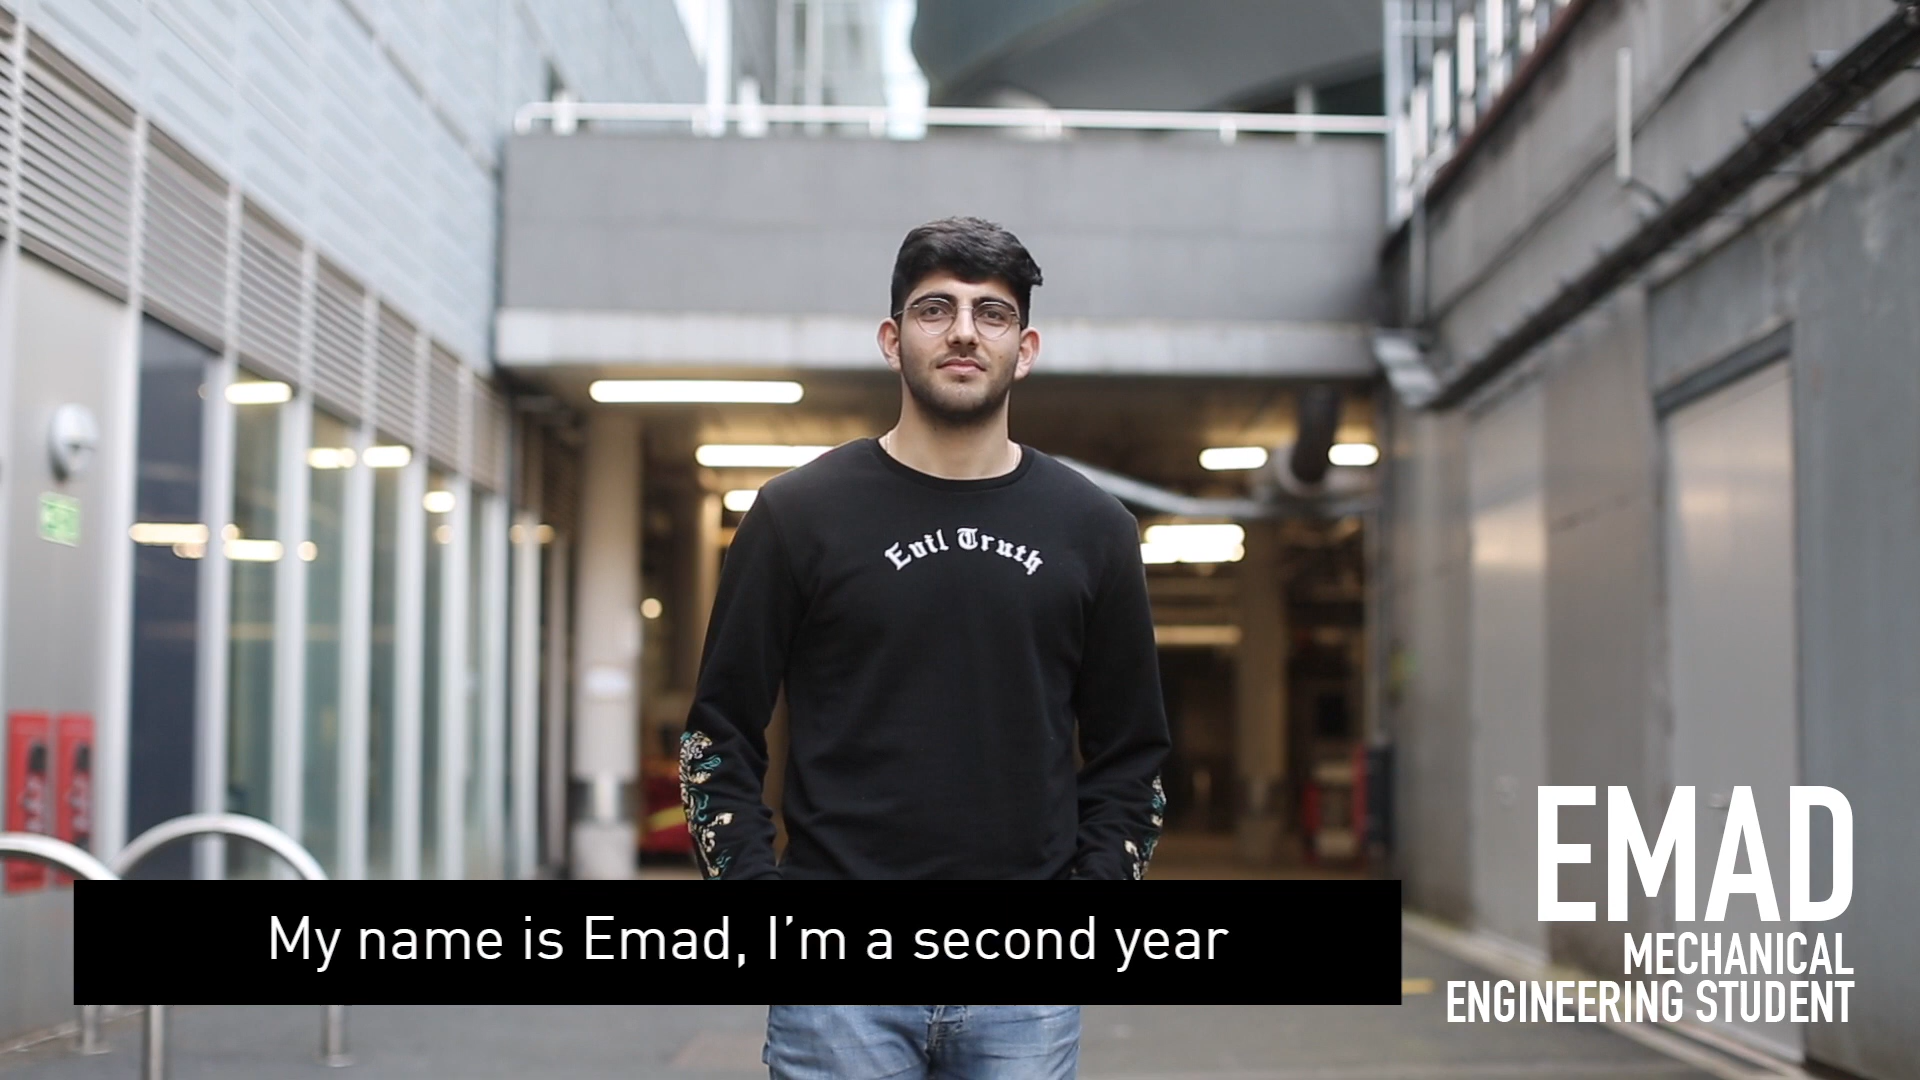 Evil Truth
My name is Emad, I’m a second year
EMAD
MECHANICAL
ENGINEERING STUDENT